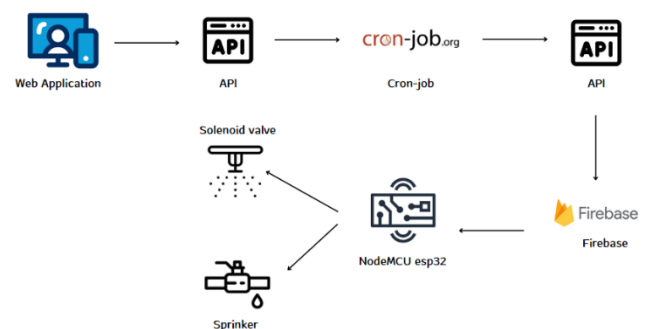 API
cron-job.org
API
Web Application
API
Cron-job
API
Solenoid valve
Firebase
Firebase
NodeMCU esp32
Sprinker